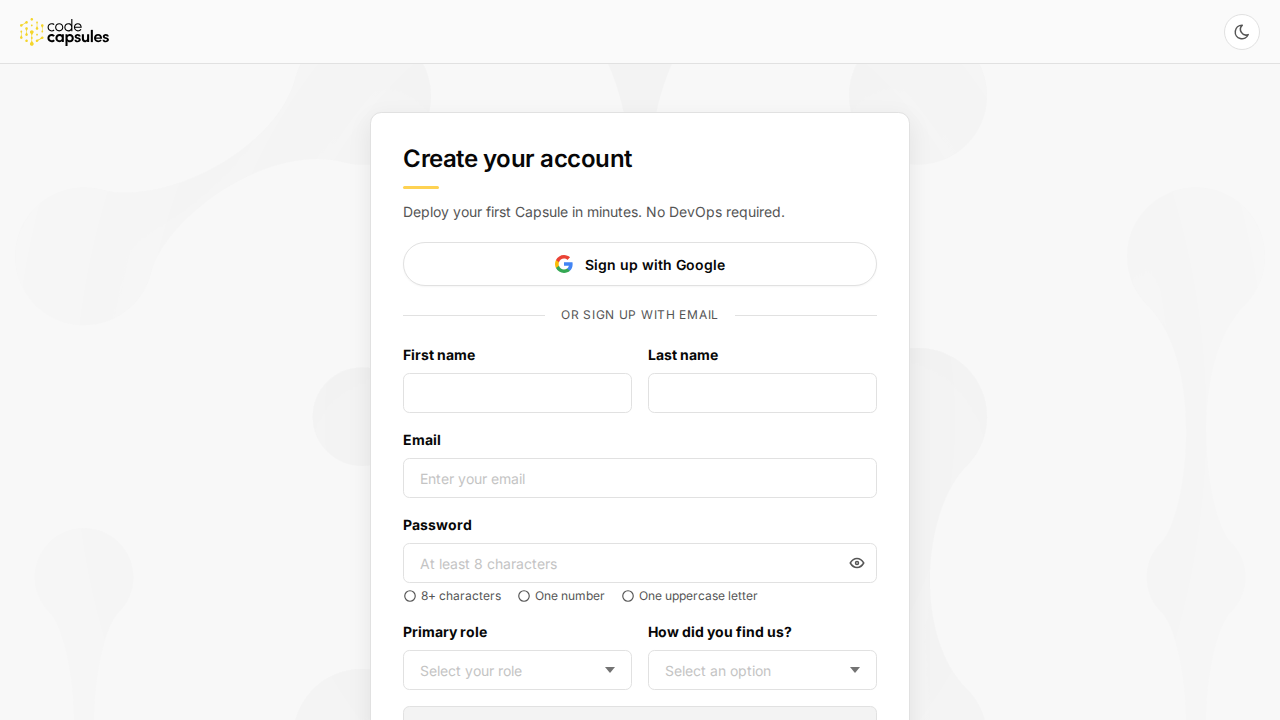 code
capsules
Create your account
Deploy your first Capsule in minutes. No DevOps required.
Sign up with Google
OR SIGN UP WITH EMAIL
First name
Last name
Email
Enter your email
Password
At least 8 characters
8+ characters
One number
One uppercase letter
Primary role
How did you find us?
Select your role
Select an option